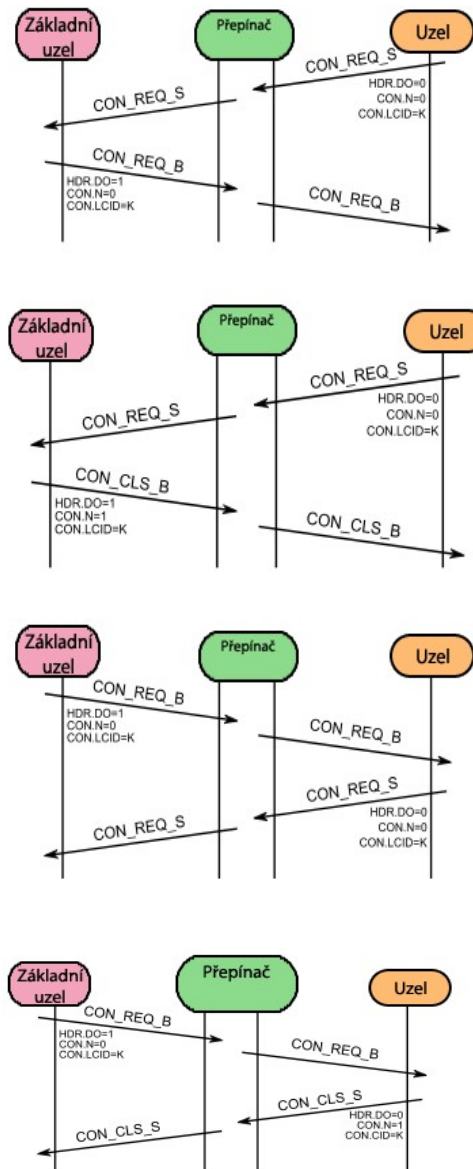 Základní
uzel
Přepínač
Uzel
CON_REQ_S
HDR.DO=0
CON.N=0
CON.LCID=K
CON_REQ_S
CON_REQ_B
HDR.DO=1
CON.N=0
CON.LCID=K
CON_REQ_B
Základní
uzel
Přepínač
Uzel
CON_REQ_S
HDR.DO=0
CON.N=0
CON.LCID=K
CON_REQ_S
CON_CLS_B
HDR.DO=1
CON.N=1
CON.LCID=K
CON_CLS_B
Základní
uzel
Přepínač
Uzel
CON_REQ_B
HDR.DO=1
CON.N=0
CON.LCID=K
CON_REQ_B
CON_REQ_S
HDR.DO=0
CON.N=0
CON.LCID=K
CON_REQ_S
Základní
uzel
Přepínač
Uzel
CON_REQ_B
HDR.DO=1
CON.N=0
CON.LCID=K
CON_REQ_B
CON_CLS_S
HDR.DO=0
CON.N=1
CON.CID=K
CON_CLS_S